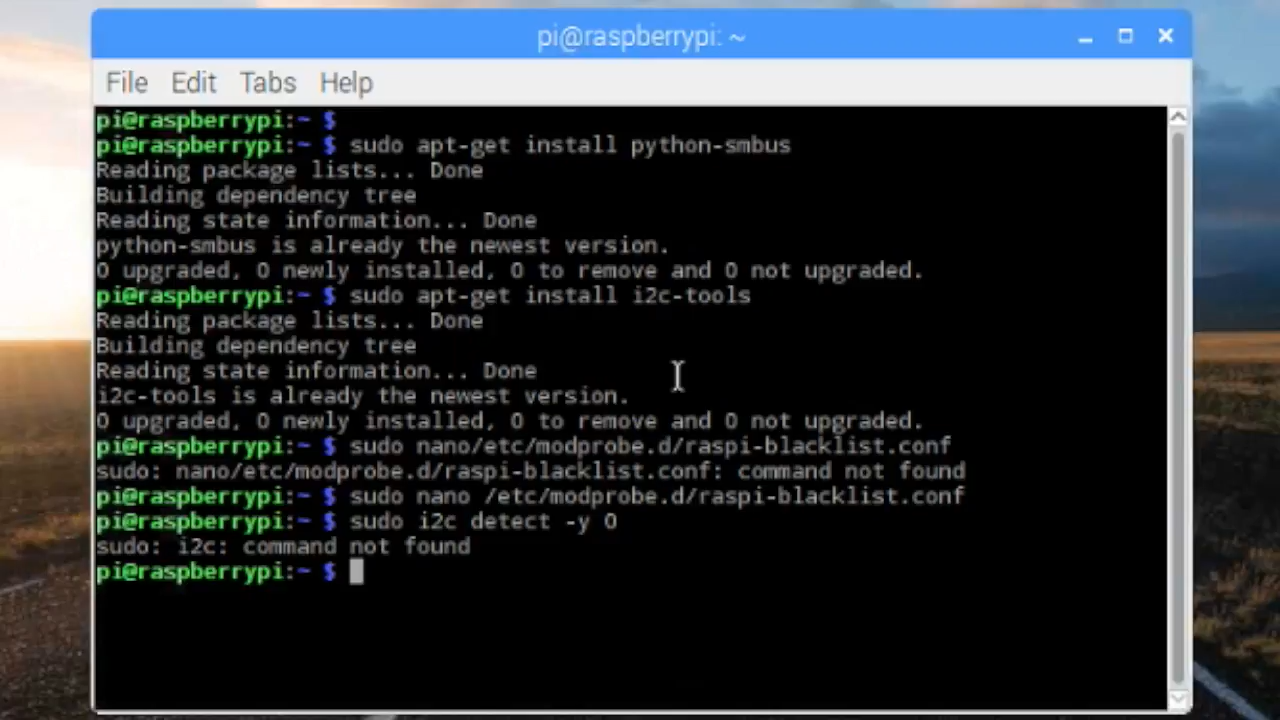 pi@raspberrypi: ~
File Edit Tabs Help
pi@raspberrypi:~ $
pi@raspberrypi:~ $ sudo apt-get install python-smbus
Reading package lists... Done
Building dependency tree
Reading state information... Done
python-smbus is already the newest version.
0 upgraded, 0 newly installed, 0 to remove and 0 not upgraded.
pi@raspberrypi:~ $ sudo apt-get install i2c-tools
Reading package lists... Done
Building dependency tree
Reading state information... Done
i2c-tools is already the newest version.
0 upgraded, 0 newly installed, 0 to remove and 0 not upgraded.
pi@raspberrypi:~ $ sudo nano/etc/modprobe.d/raspi-blacklist.conf
sudo: nano/etc/modprobe.d/raspi-blacklist.conf: command not found
pi@raspberrypi:~ $ sudo nano /etc/modprobe.d/raspi-blacklist.conf
pi@raspberrypi:~ $ sudo i2c detect -y 0
sudo: i2c: command not found
pi@raspberrypi:~ $